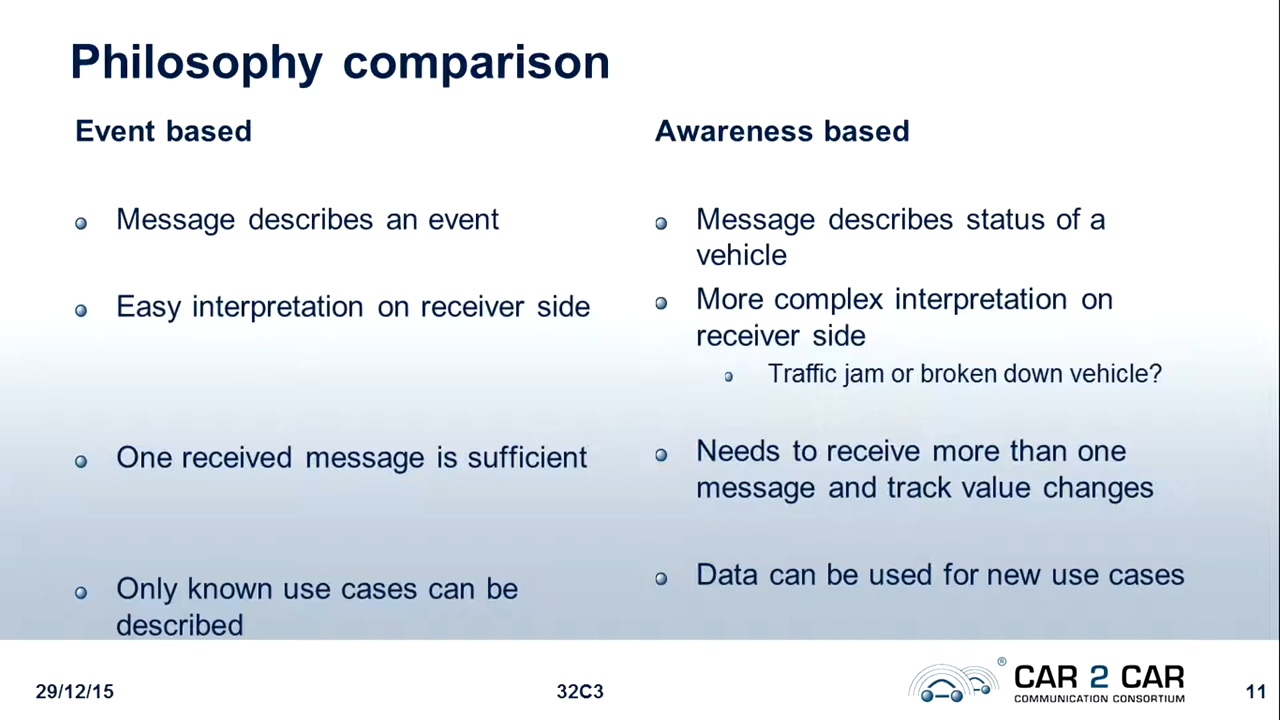 Philosophy comparison
Event based
Message describes an event
Easy interpretation on receiver side
One received message is sufficient
Only known use cases can be
described
Awareness based
Message describes status of a
vehicle
More complex interpretation on
receiver side
Traffic jam or broken down vehicle?
Needs to receive more than one
message and track value changes
Data can be used for new use cases
29/12/15
32C3
®
CAR 2 CAR
COMMUNICATION CONSORTIUM
11